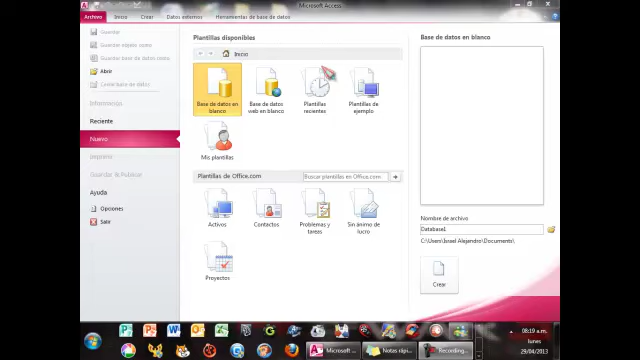 Microsoft Access
Archivo Inicio Crear Datos externos Herramientas de base de datos
Guardar
Guardar objeto como
Guardar base de datos como
Abrir
Cerrar base de datos
Información
Reciente
Nuevo
Imprimir
Guardar & Publicar
Ayuda
Opciones
Salir
Plantillas disponibles
Inicio
Base de datos en
blanco
Base de datos
web en blanco
Plantillas
recientes
Plantillas de
ejemplo
Mis plantillas
Plantillas de Office.com
Buscar plantillas en Office.com
Activos
Contactos
Problemas y
tareas
Sin ánimo de
lucro
Proyectos
Base de datos en blanco
Nombre de archivo
Database1
C:\Users\Israel Alejandro\Documents\
Crear
Microsoft ...
Notas rápi...
Recording...
08:19 a.m.
lunes
29/04/2013